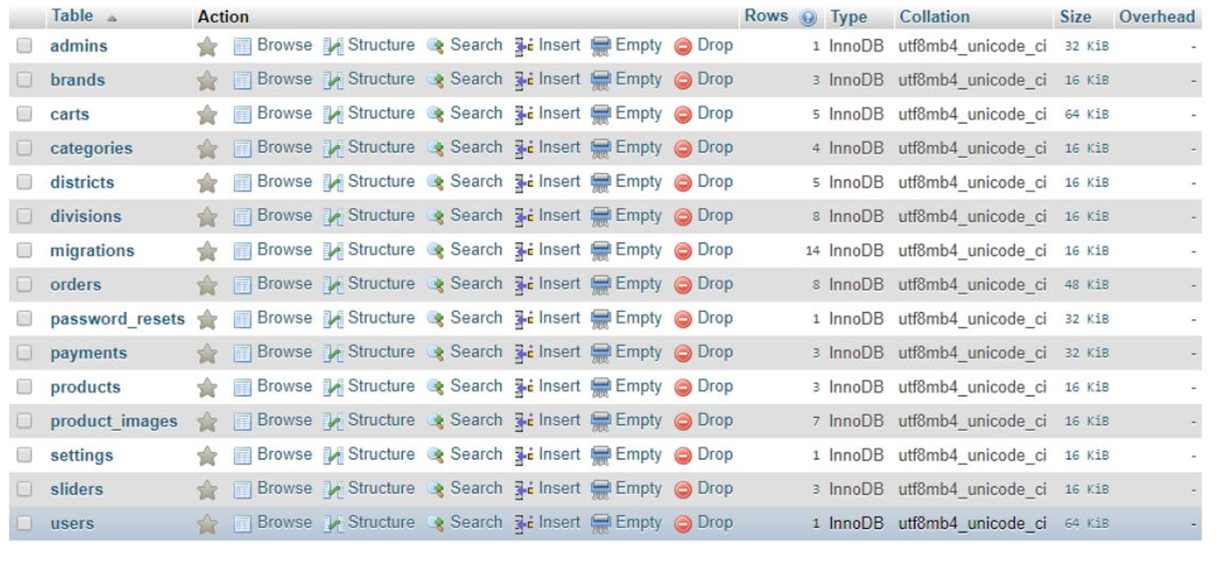 Table Action Rows Type Collation Size Overhead
admins Browse Structure Search Insert Empty Drop 1 InnoDB utf8mb4_unicode_ci 32 KiB -
brands Browse Structure Search Insert Empty Drop 3 InnoDB utf8mb4_unicode_ci 16 KiB -
carts Browse Structure Search Insert Empty Drop 5 InnoDB utf8mb4_unicode_ci 64 KiB -
categories Browse Structure Search Insert Empty Drop 4 InnoDB utf8mb4_unicode_ci 16 KiB -
districts Browse Structure Search Insert Empty Drop 5 InnoDB utf8mb4_unicode_ci 16 KiB -
divisions Browse Structure Search Insert Empty Drop 8 InnoDB utf8mb4_unicode_ci 16 KiB -
migrations Browse Structure Search Insert Empty Drop 14 InnoDB utf8mb4_unicode_ci 16 KiB -
orders Browse Structure Search Insert Empty Drop 8 InnoDB utf8mb4_unicode_ci 48 KiB -
password_resets Browse Structure Search Insert Empty Drop 1 InnoDB utf8mb4_unicode_ci 32 KiB -
payments Browse Structure Search Insert Empty Drop 3 InnoDB utf8mb4_unicode_ci 32 KiB -
products Browse Structure Search Insert Empty Drop 3 InnoDB utf8mb4_unicode_ci 16 KiB -
product_images Browse Structure Search Insert Empty Drop 7 InnoDB utf8mb4_unicode_ci 16 KiB -
settings Browse Structure Search Insert Empty Drop 1 InnoDB utf8mb4_unicode_ci 16 KiB -
sliders Browse Structure Search Insert Empty Drop 3 InnoDB utf8mb4_unicode_ci 16 KiB -
users Browse Structure Search Insert Empty Drop 1 InnoDB utf8mb4_unicode_ci 64 KiB -